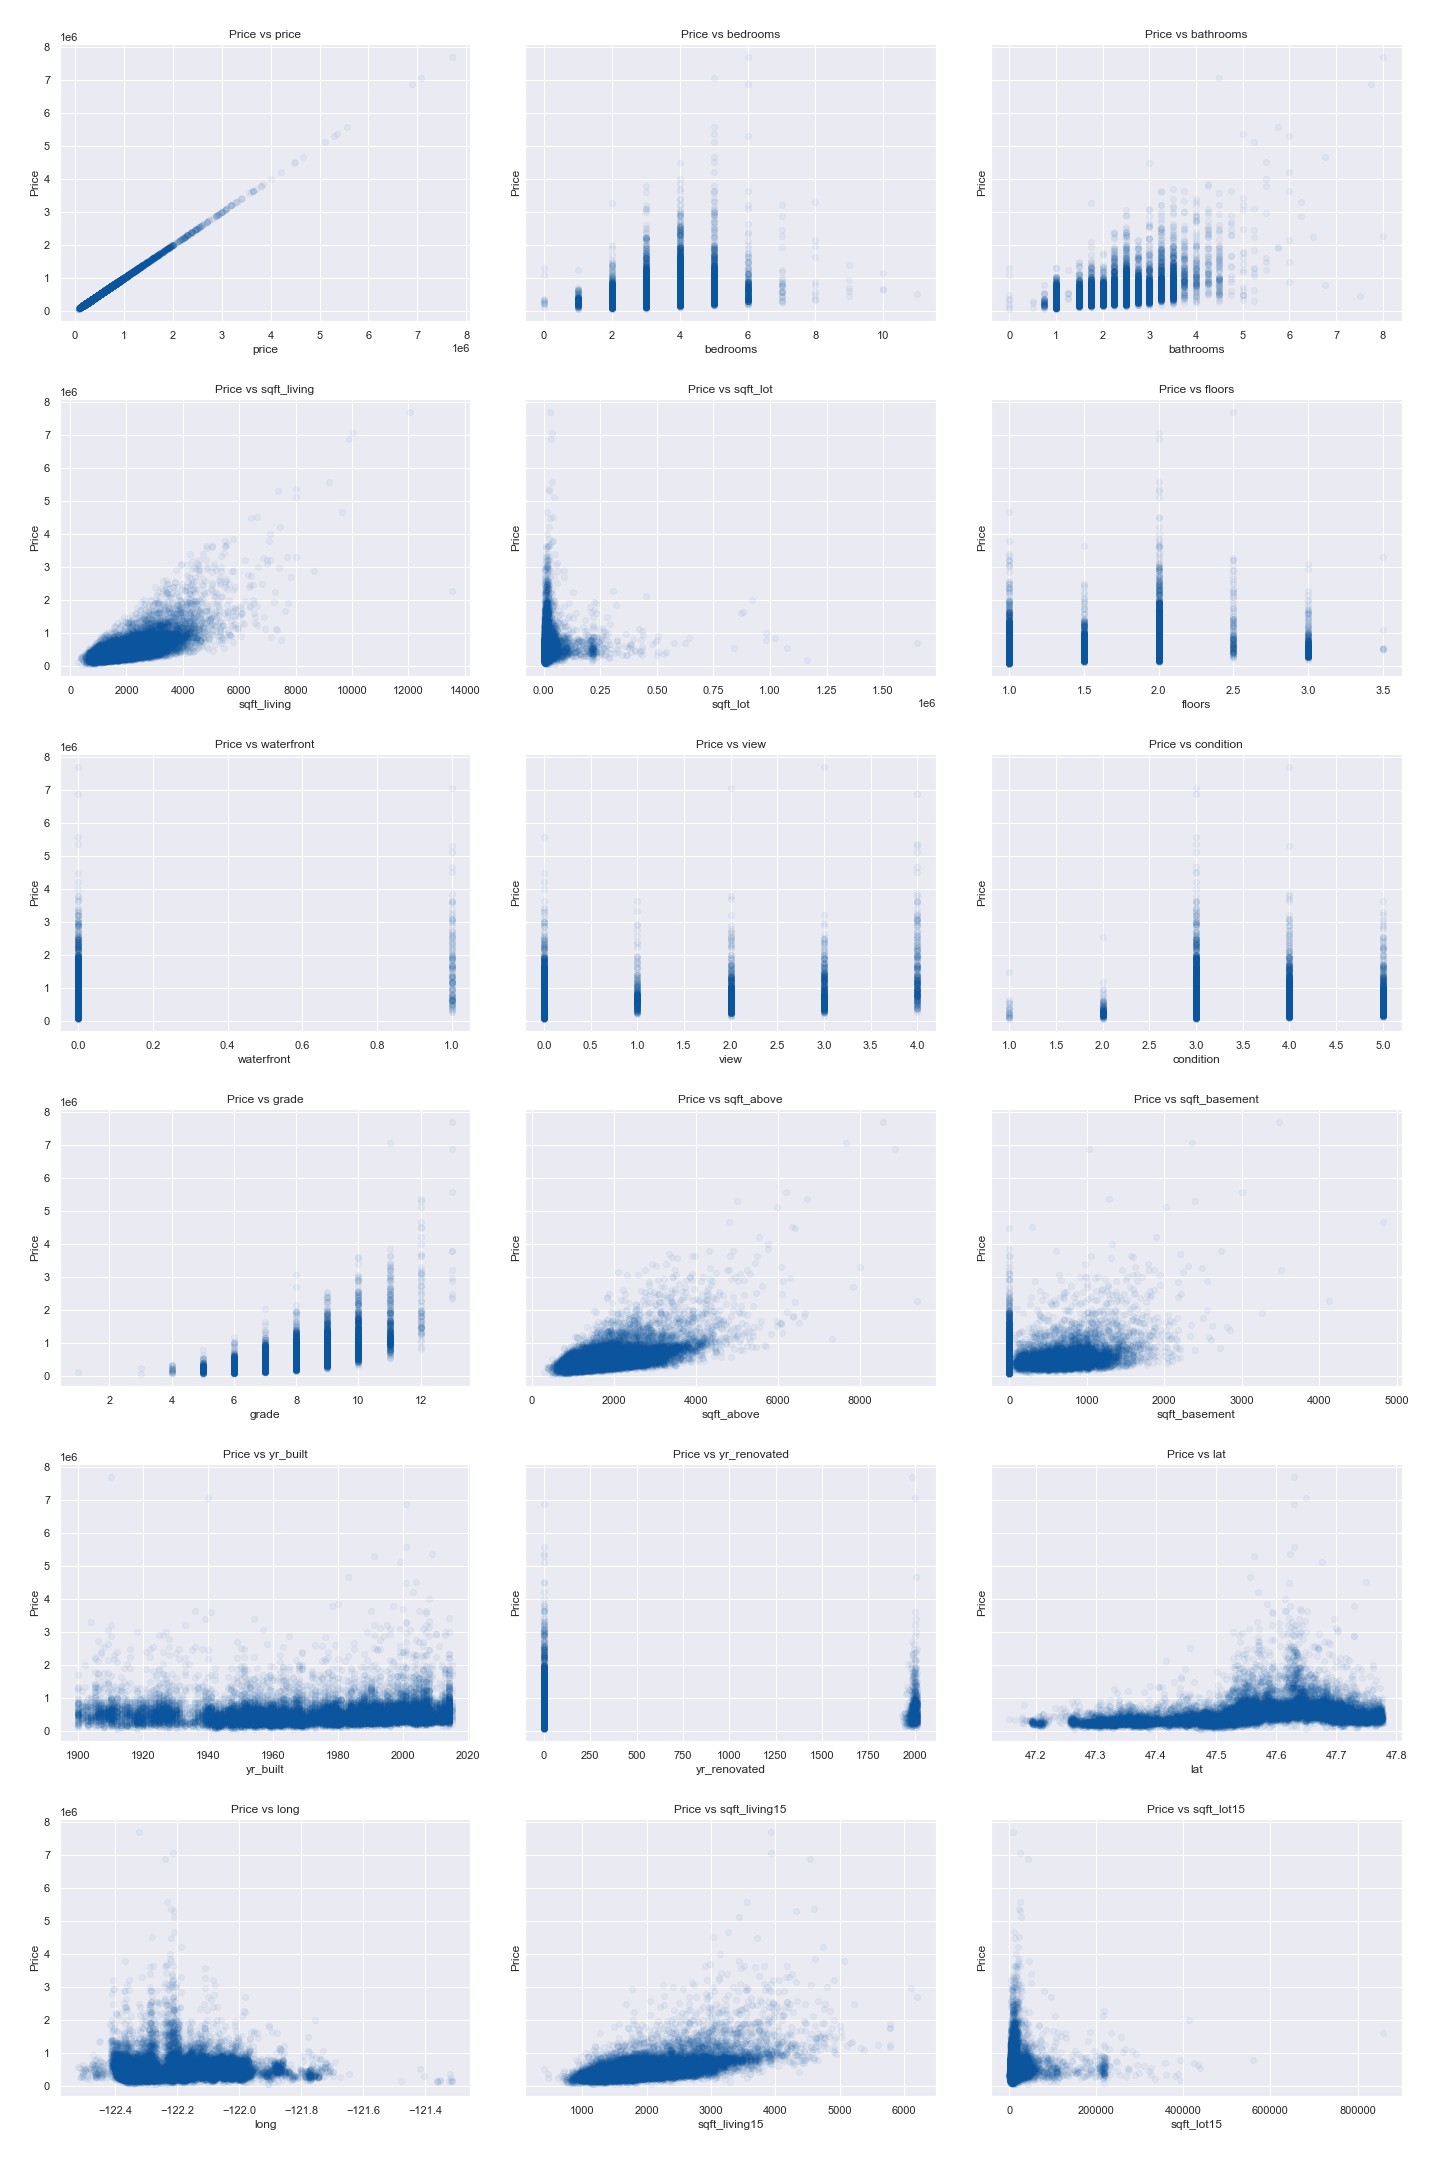 Price vs price Price vs bedrooms Price vs bathrooms
1e6
8
7
6
5
4
3
2
1
0
Price Price Price
0 1 2 3 4 5 6 7 8 0 2 4 6 8 10 0 1 2 3 4 5 6 7 8
price 1e6 bedrooms bathrooms
Price vs sqft_living Price vs sqft_lot Price vs floors
1e6
8
7
6
5
4
3
2
1
0
Price Price Price
0 2000 4000 6000 8000 10000 12000 14000 0.00 0.25 0.50 0.75 1.00 1.25 1.50 1.0 1.5 2.0 2.5 3.0 3.5
sqft_living sqft_lot 1e6 floors
Price vs waterfront Price vs view Price vs condition
1e6
8
7
6
5
4
3
2
1
0
Price Price Price
0.0 0.2 0.4 0.6 0.8 1.0 0.0 0.5 1.0 1.5 2.0 2.5 3.0 3.5 4.0 1.0 1.5 2.0 2.5 3.0 3.5 4.0 4.5 5.0
waterfront view condition
Price vs grade Price vs sqft_above Price vs sqft_basement
1e6
8
7
6
5
4
3
2
1
0
Price Price Price
2 4 6 8 10 12 0 2000 4000 6000 8000 0 1000 2000 3000 4000 5000
grade sqft_above sqft_basement
Price vs yr_built Price vs yr_renovated Price vs lat
1e6
8
7
6
5
4
3
2
1
0
Price Price Price
1900 1920 1940 1960 1980 2000 2020 0 250 500 750 1000 1250 1500 1750 2000 47.2 47.3 47.4 47.5 47.6 47.7 47.8
yr_built yr_renovated lat
Price vs long Price vs sqft_living15 Price vs sqft_lot15
1e6
8
7
6
5
4
3
2
1
0
Price Price Price
−122.4 −122.2 −122.0 −121.8 −121.6 −121.4 1000 2000 3000 4000 5000 6000 0 200000 400000 600000 800000
long sqft_living15 sqft_lot15